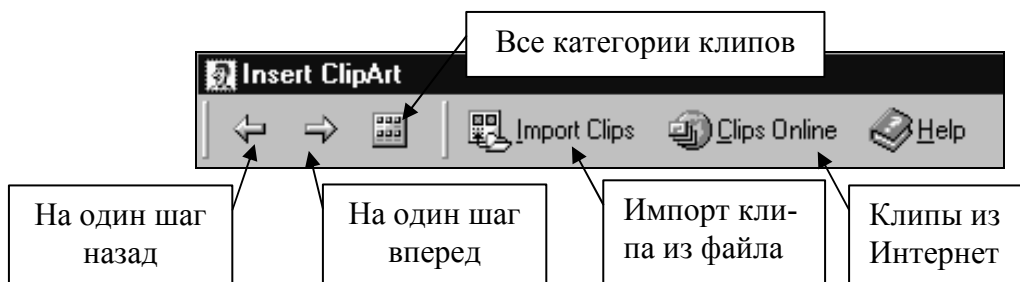 Все категории клипов
Insert ClipArt
Import Clips
Clips Online
Help
На один шаг
назад
На один шаг
вперед
Импорт кли-
па из файла
Клипы из
Интернет